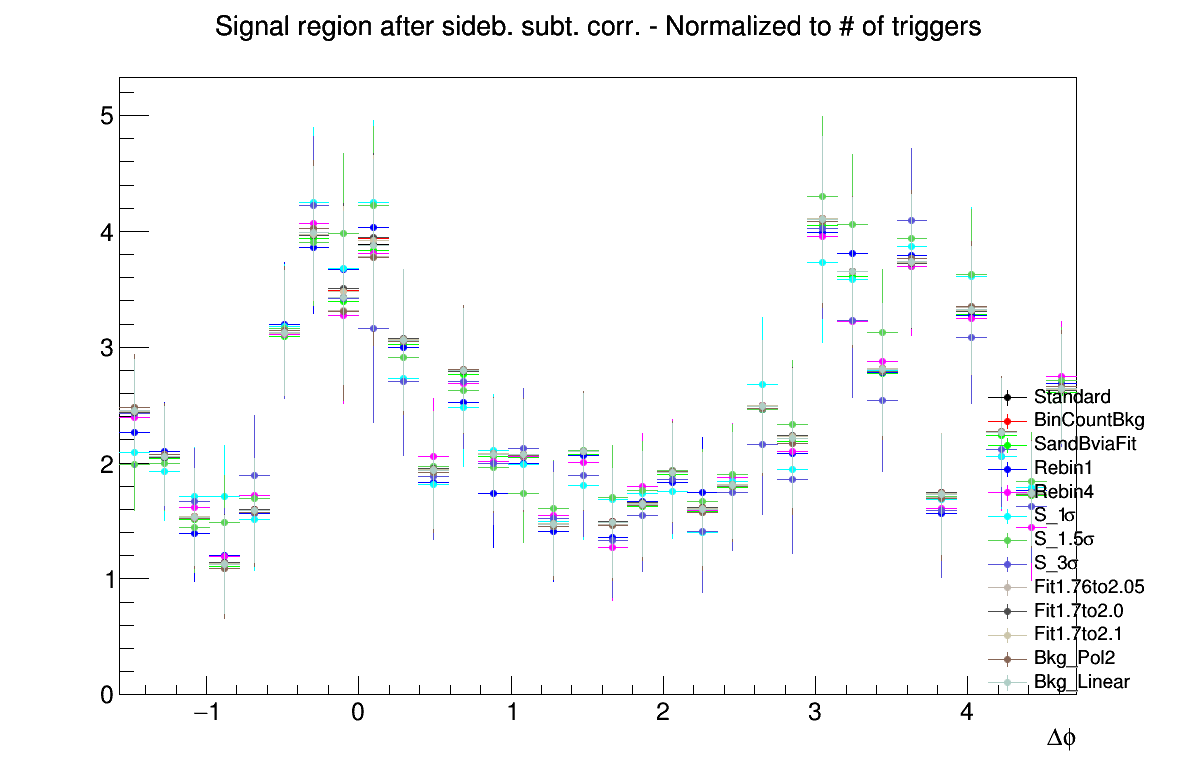 Signal region after sideb. subt. corr. - Normalized to # of triggers
5
4
3
2
1
0
−1
0
1
2
3
4
Δϕ
Standard
BinCountBkg
SandBviaFit
Rebin1
Rebin4
S_1σ
S_1.5σ
S_3σ
Fit1.76to2.05
Fit1.7to2.0
Fit1.7to2.1
Bkg_Pol2
Bkg_Linear